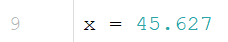 9 x = 45.627